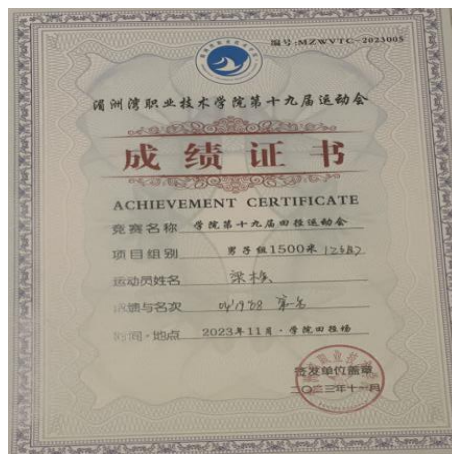 编号:MZWVTC-2023005
湄洲湾职业技术学院第十九届运动会
成绩证书
ACHIEVEMENT CERTIFICATE
竞赛名称 学院第十九届田径运动会
项目组别 男子组1500米
运动员姓名 梁
成绩与名次 04'19"88 第一名
时间·地点 2023年11月·学院田径场
签发单位盖章
二〇二三年十一月